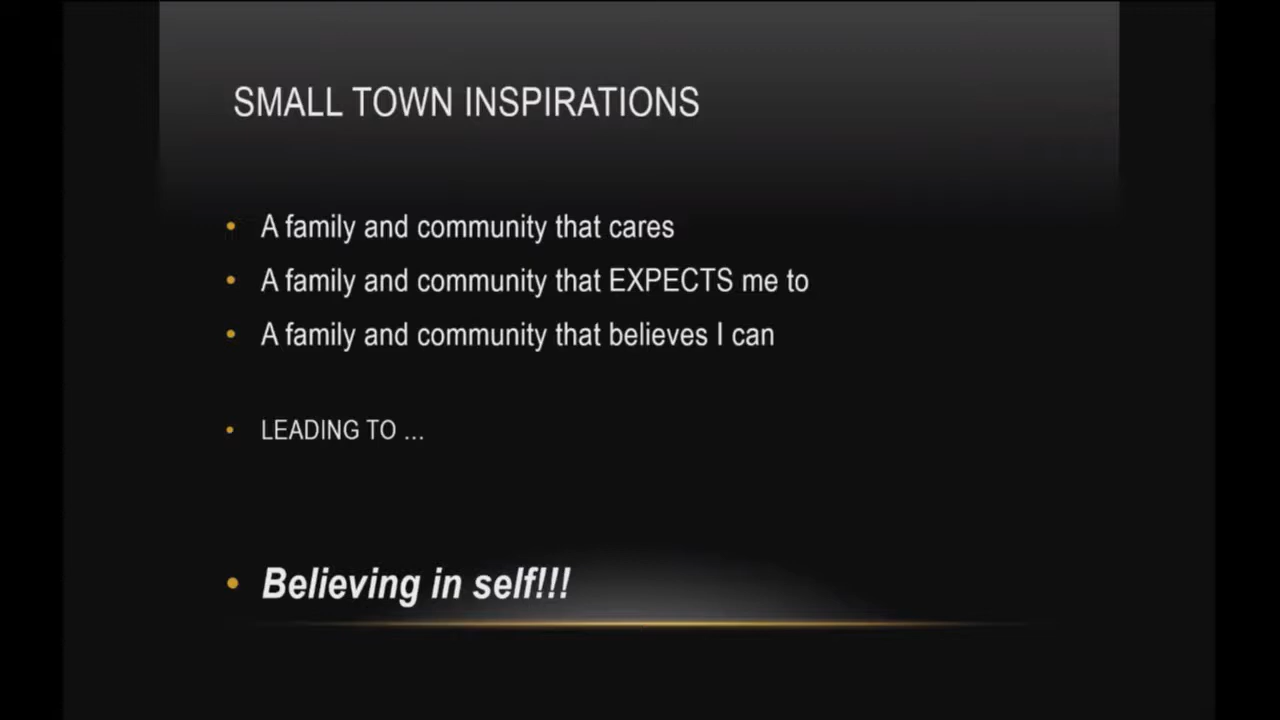 SMALL TOWN INSPIRATIONS
• A family and community that cares
• A family and community that EXPECTS me to
• A family and community that believes I can
• LEADING TO ...
• Believing in self!!!